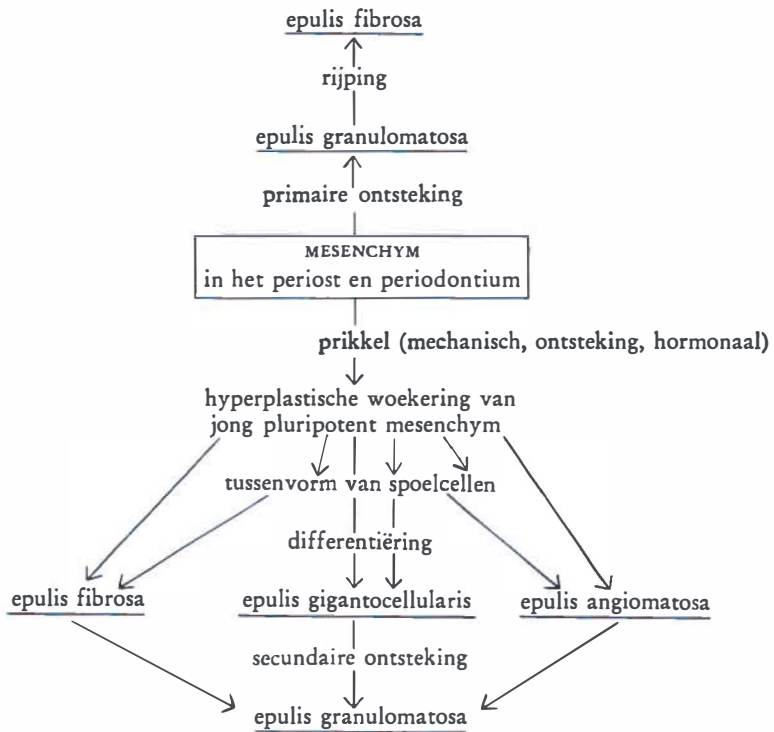 epulis fibrosa
rijping
epulis granulomatosa
primaire ontsteking
MESENCHYM
in het periost en periodontium
prikkel (mechanisch, ontsteking, hormonaal)
hyperplastische woekering van
jong pluripotent mesenchym
tussenvorm van spoelcellen
differentiëring
epulis fibrosa epulis gigantocellularis epulis angiomatosa
secundaire ontsteking
epulis granulomatosa